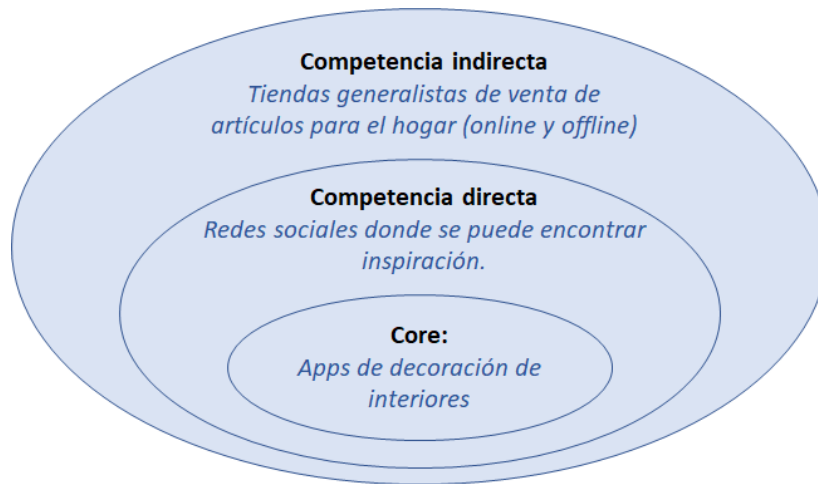 Competencia indirecta
Tiendas generalistas de venta de
artículos para el hogar (online y offline)
Competencia directa
Redes sociales donde se puede encontrar
inspiración.
Core:
Apps de decoración de
interiores